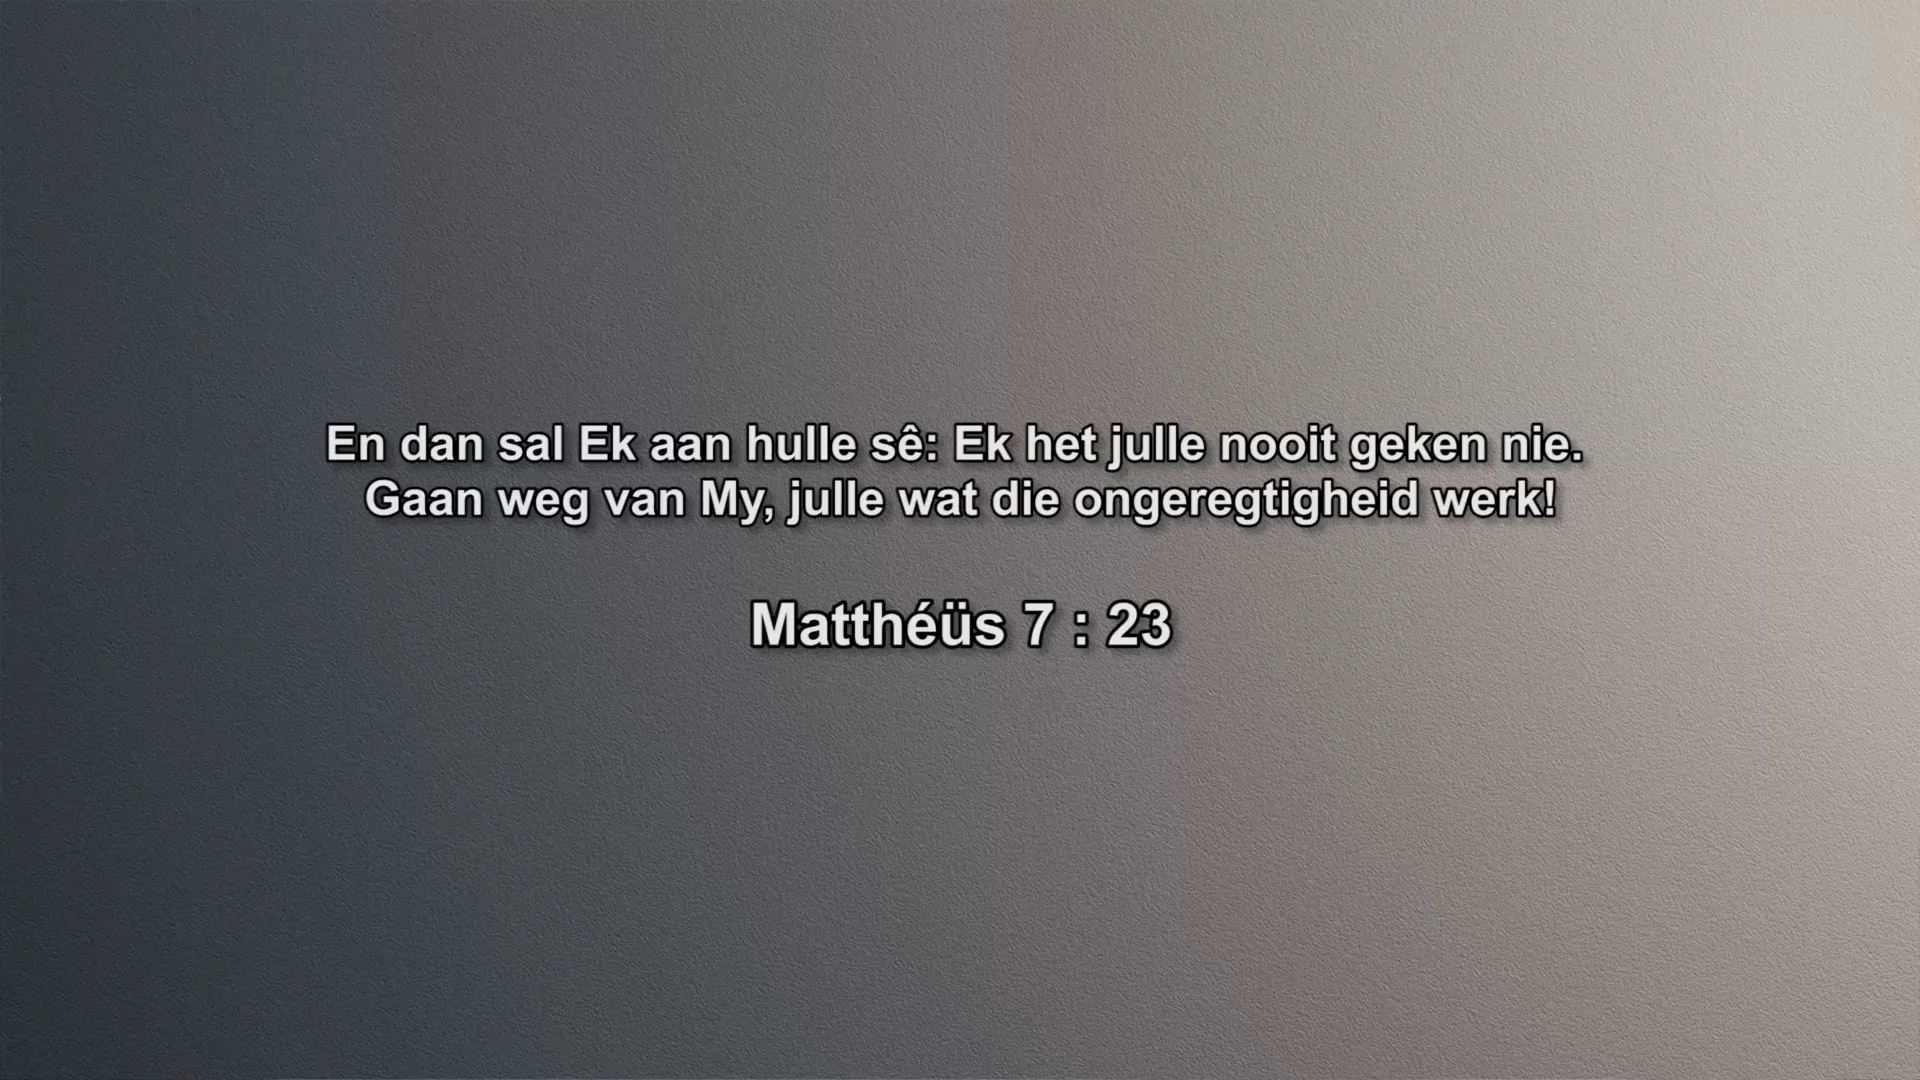 En dan sal Ek aan hulle sê: Ek het julle nooit geken nie.
Gaan weg van My, julle wat die ongeregtigheid werk!
Matthéüs 7 : 23